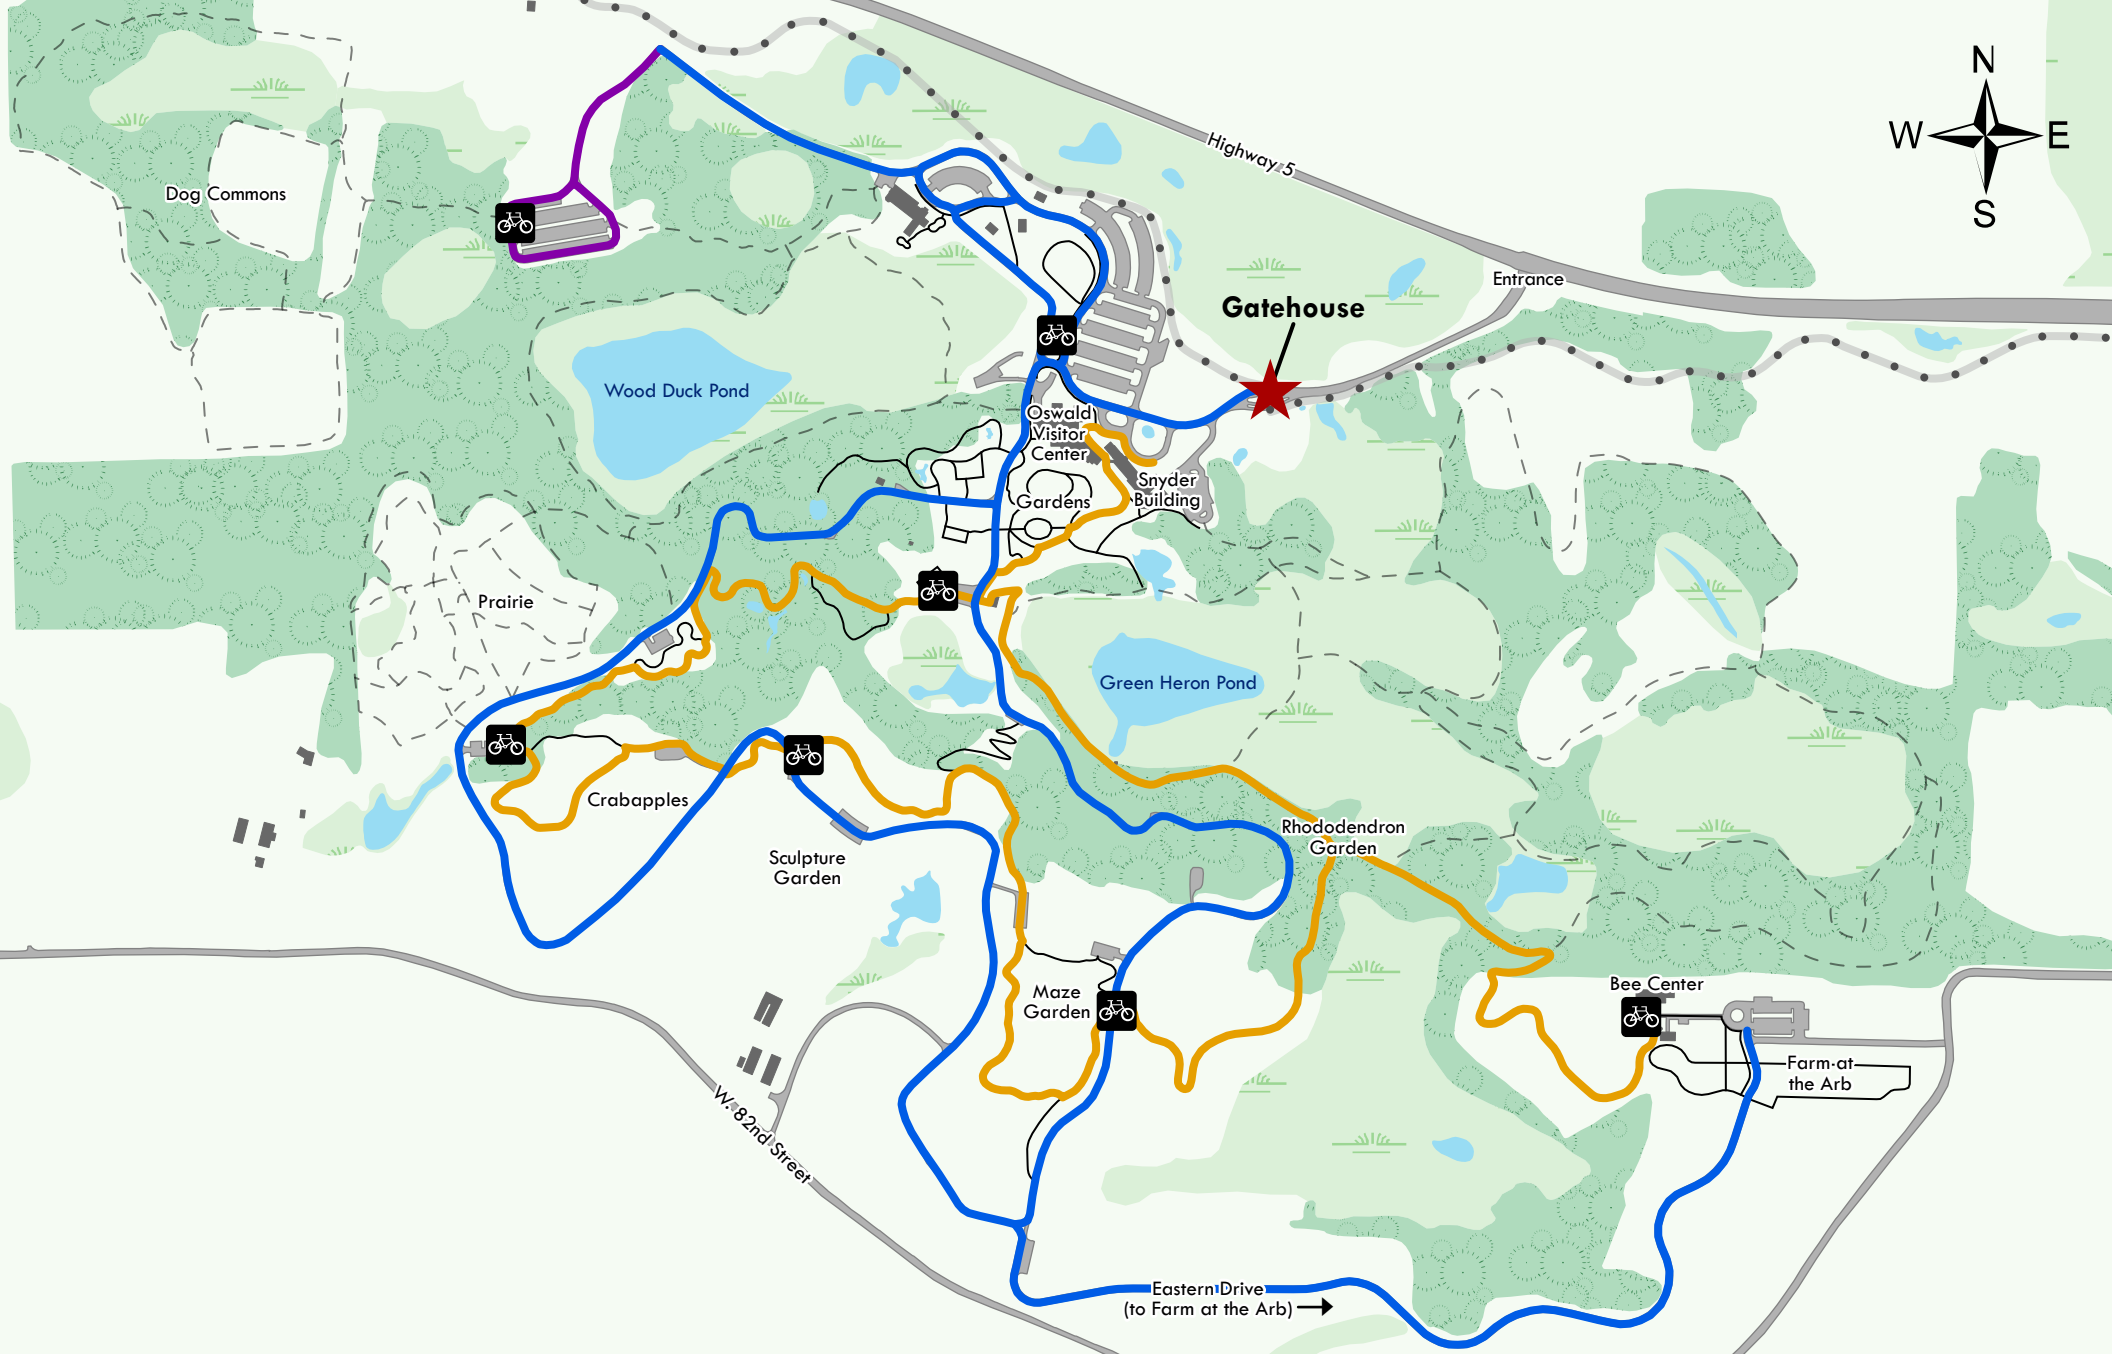 N
W
E
S
Highway 5
Dog Commons
Entrance
Gatehouse
Wood Duck Pond
Oswald
Visitor
Center
Snyder
Building
Gardens
Prairie
Green Heron Pond
Crabapples
Rhododendron
Garden
Sculpture
Garden
Bee Center
Maze
Garden
Farm at
the Arb
W. 82nd Street
Eastern Drive
(to Farm at the Arb)